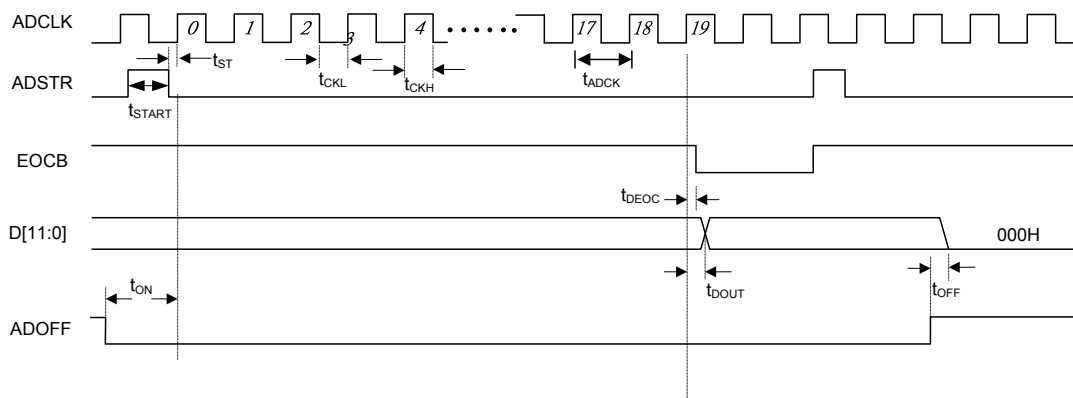 ADCLK
0 1 2 3 4 ······ 17 18 19
tST
tCKL
tCKH
tADCK
ADSTR
tSTART
EOCB
tDEOC
D[11:0]
000H
tON
tDOUT
tOFF
ADOFF